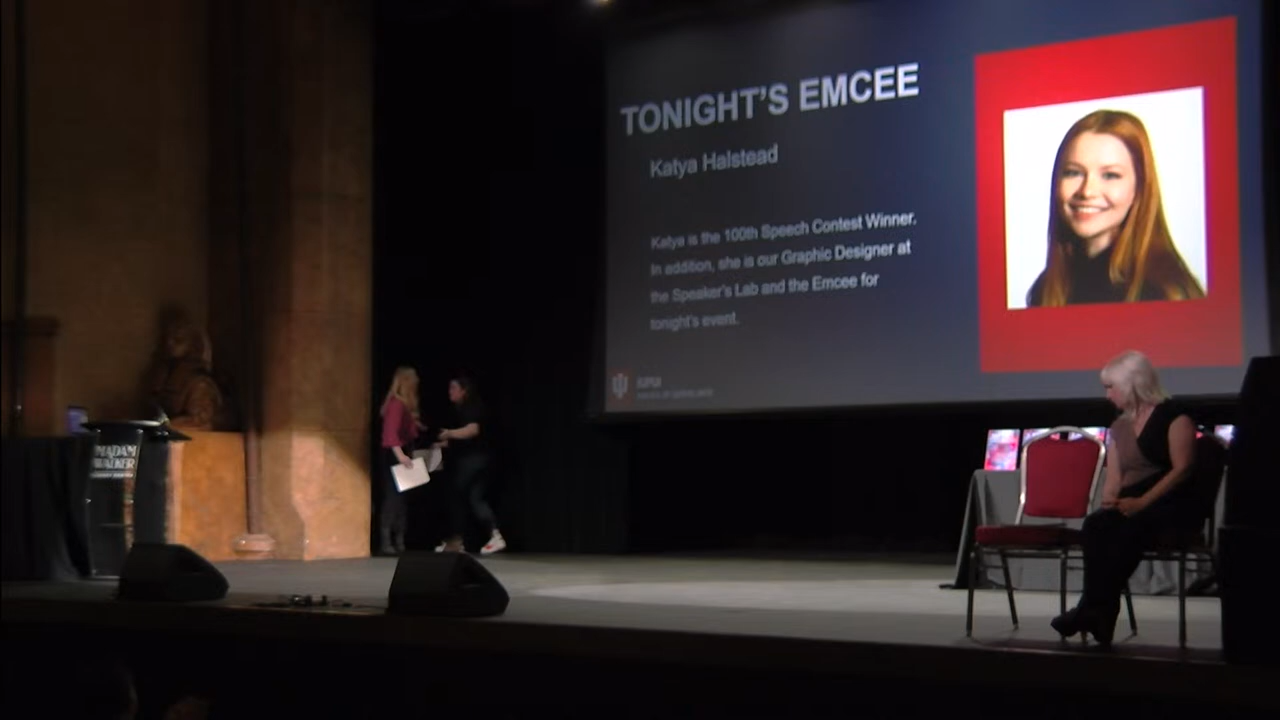 TONIGHT'S EMCEE
Katya Halstead
Katya is the 100th Speech Contest Winner.
In addition, she is our Graphic Designer at
the Speaker's Lab and the Emcee for
tonight's event.
IUPUI
MADAM
WALKER